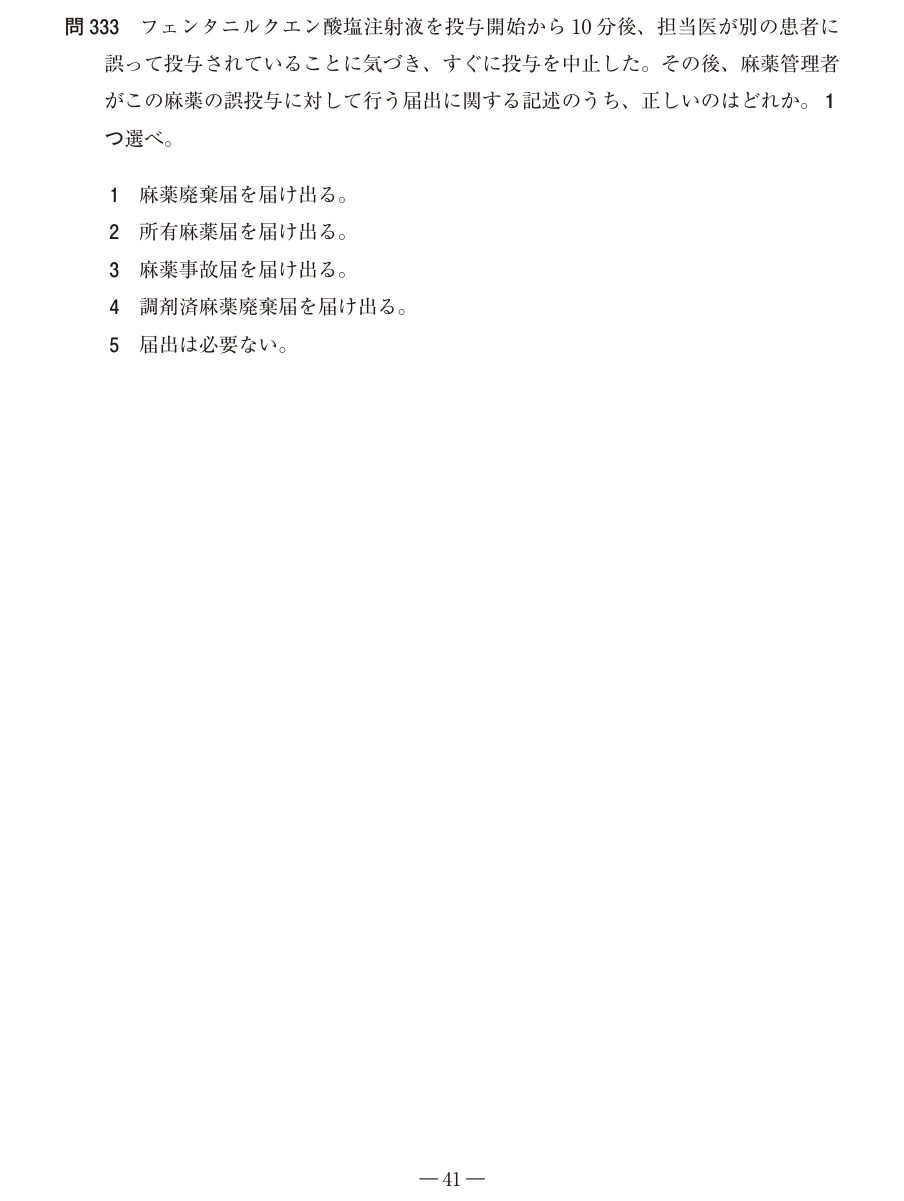 問 333　フェンタニルクエン酸塩注射液を投与開始から 10 分後、担当医が別の患者に
誤って投与されていることに気づき、すぐに投与を中止した。その後、麻薬管理者
がこの麻薬の誤投与に対して行う届出に関する記述のうち、正しいのはどれか。1
つ選べ。
1　麻薬廃棄届を届け出る。
2　所有麻薬届を届け出る。
3　麻薬事故届を届け出る。
4　調剤済麻薬廃棄届を届け出る。
5　届出は必要ない。
— 41 —